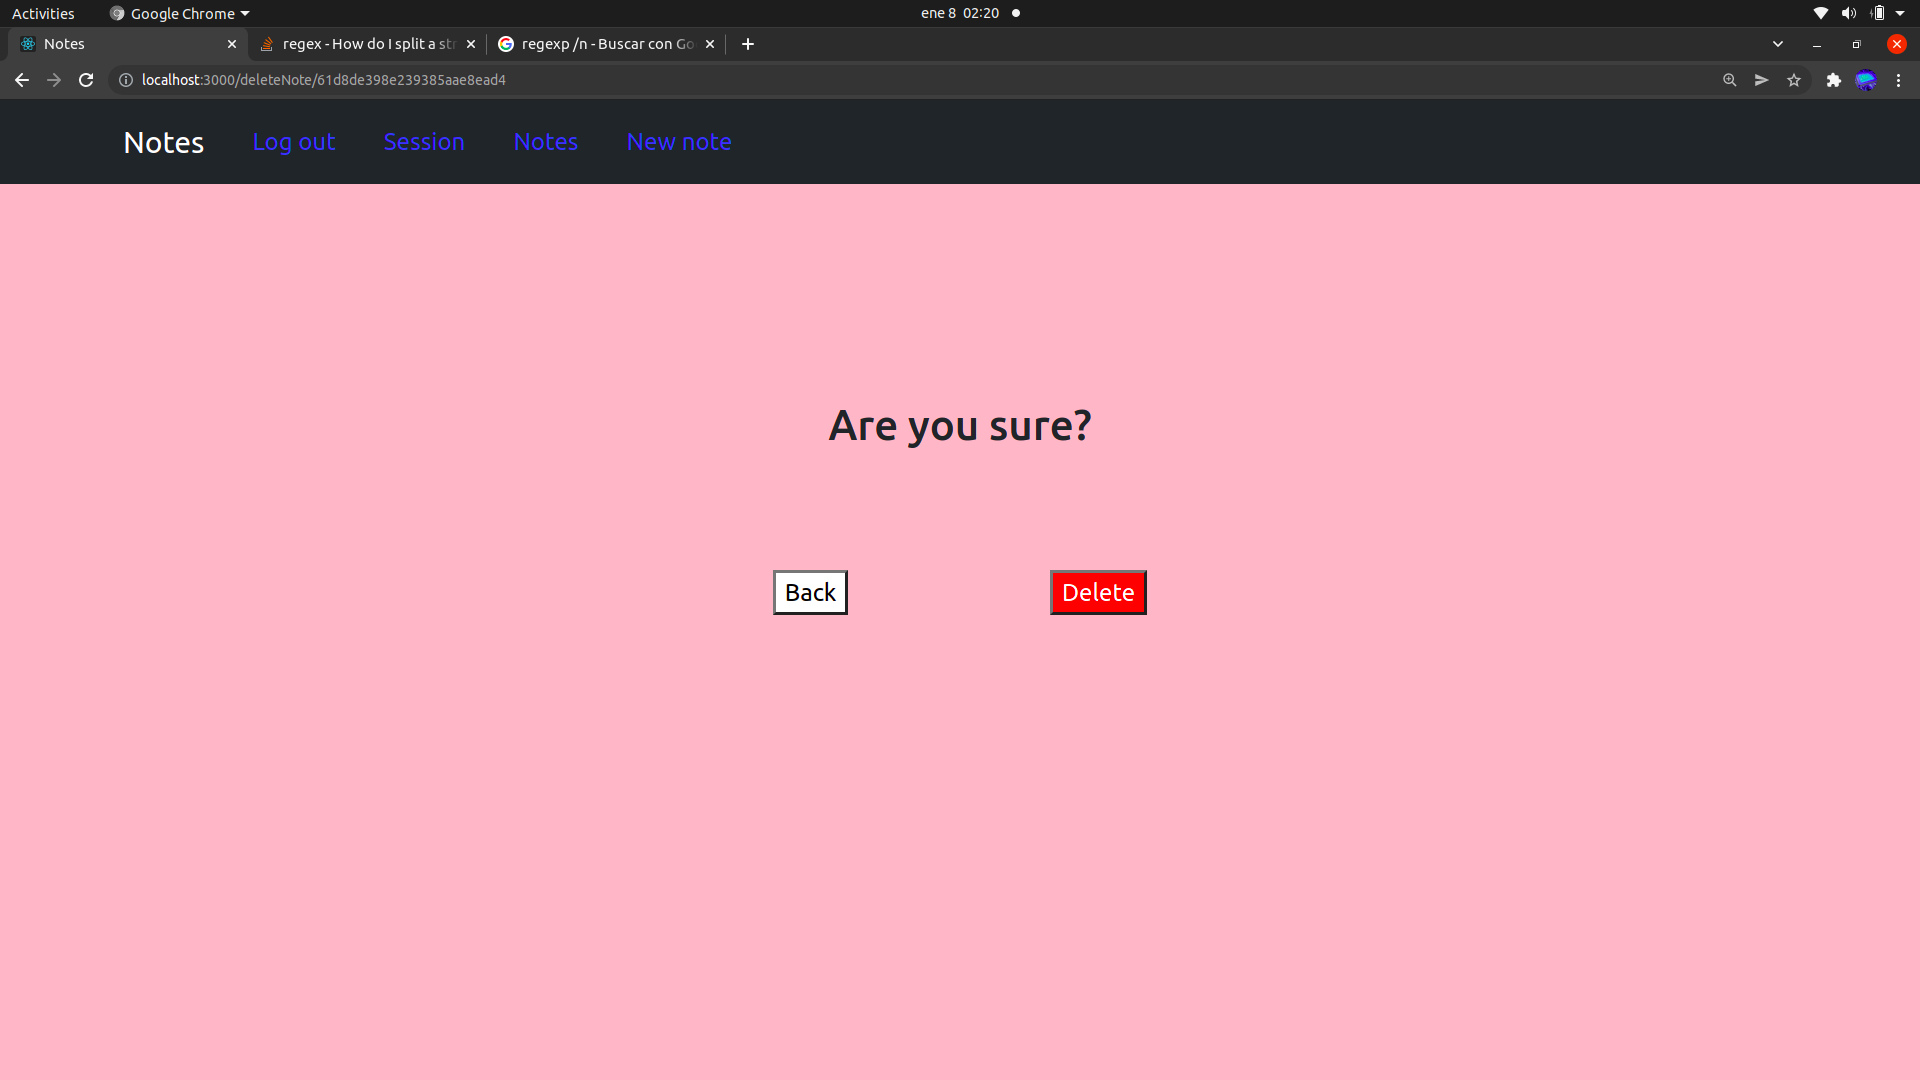 Activities Google Chrome ene 8 02:20
Notes regex - How do I split a str regexp /n - Buscar con Go
localhost:3000/deleteNote/61d8de398e239385aae8ead4
Notes Log out Session Notes New note
Are you sure?
Back Delete